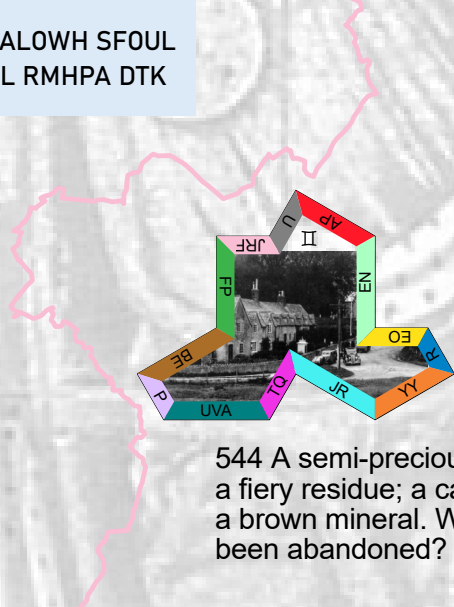 ALOWH SFOUL
L RMHPA DTK
U
AP
JRF
♊
FP
EN
EO
BE
R
P
TQ
JR
YY
UVA
544 A semi-preciou
a fiery residue; a ca
a brown mineral. W
been abandoned?